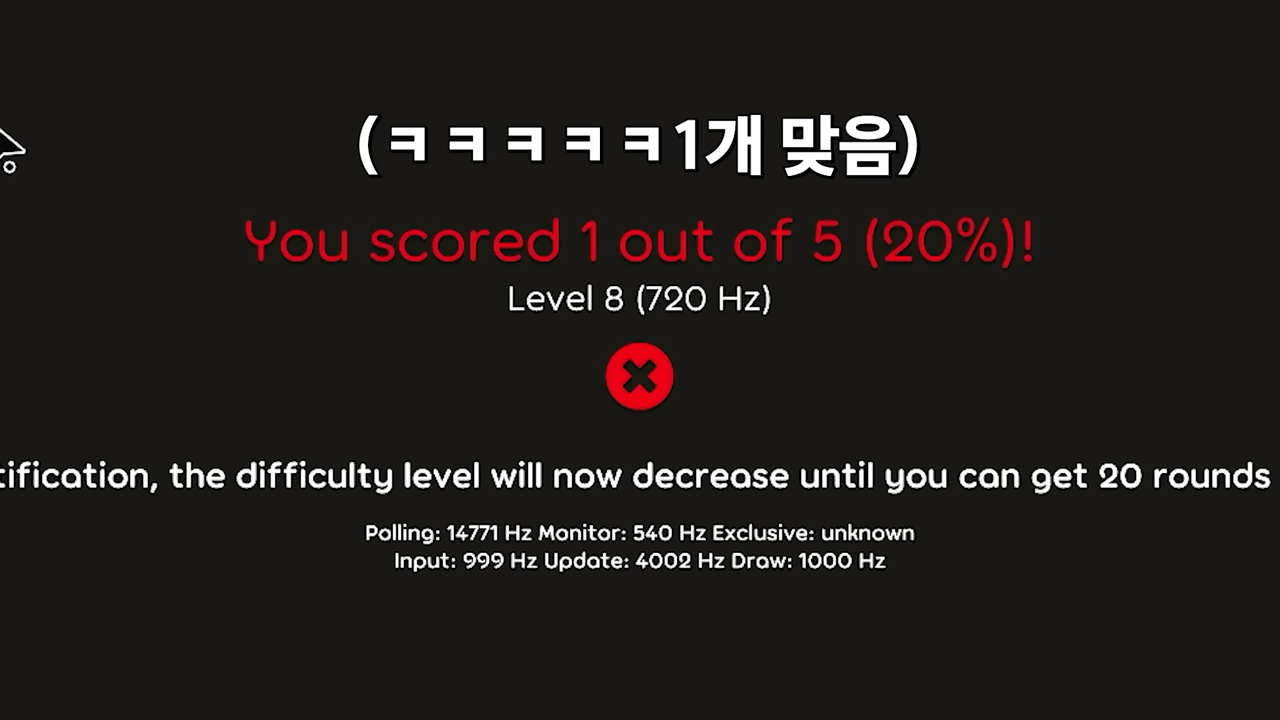 (ㅋㅋㅋㅋㅋ1개 맞음)
You scored 1 out of 5 (20%)!
Level 8 (720 Hz)
tification, the difficulty level will now decrease until you can get 20 rounds
Polling: 14771 Hz Monitor: 540 Hz Exclusive: unknown
Input: 999 Hz Update: 4002 Hz Draw: 1000 Hz